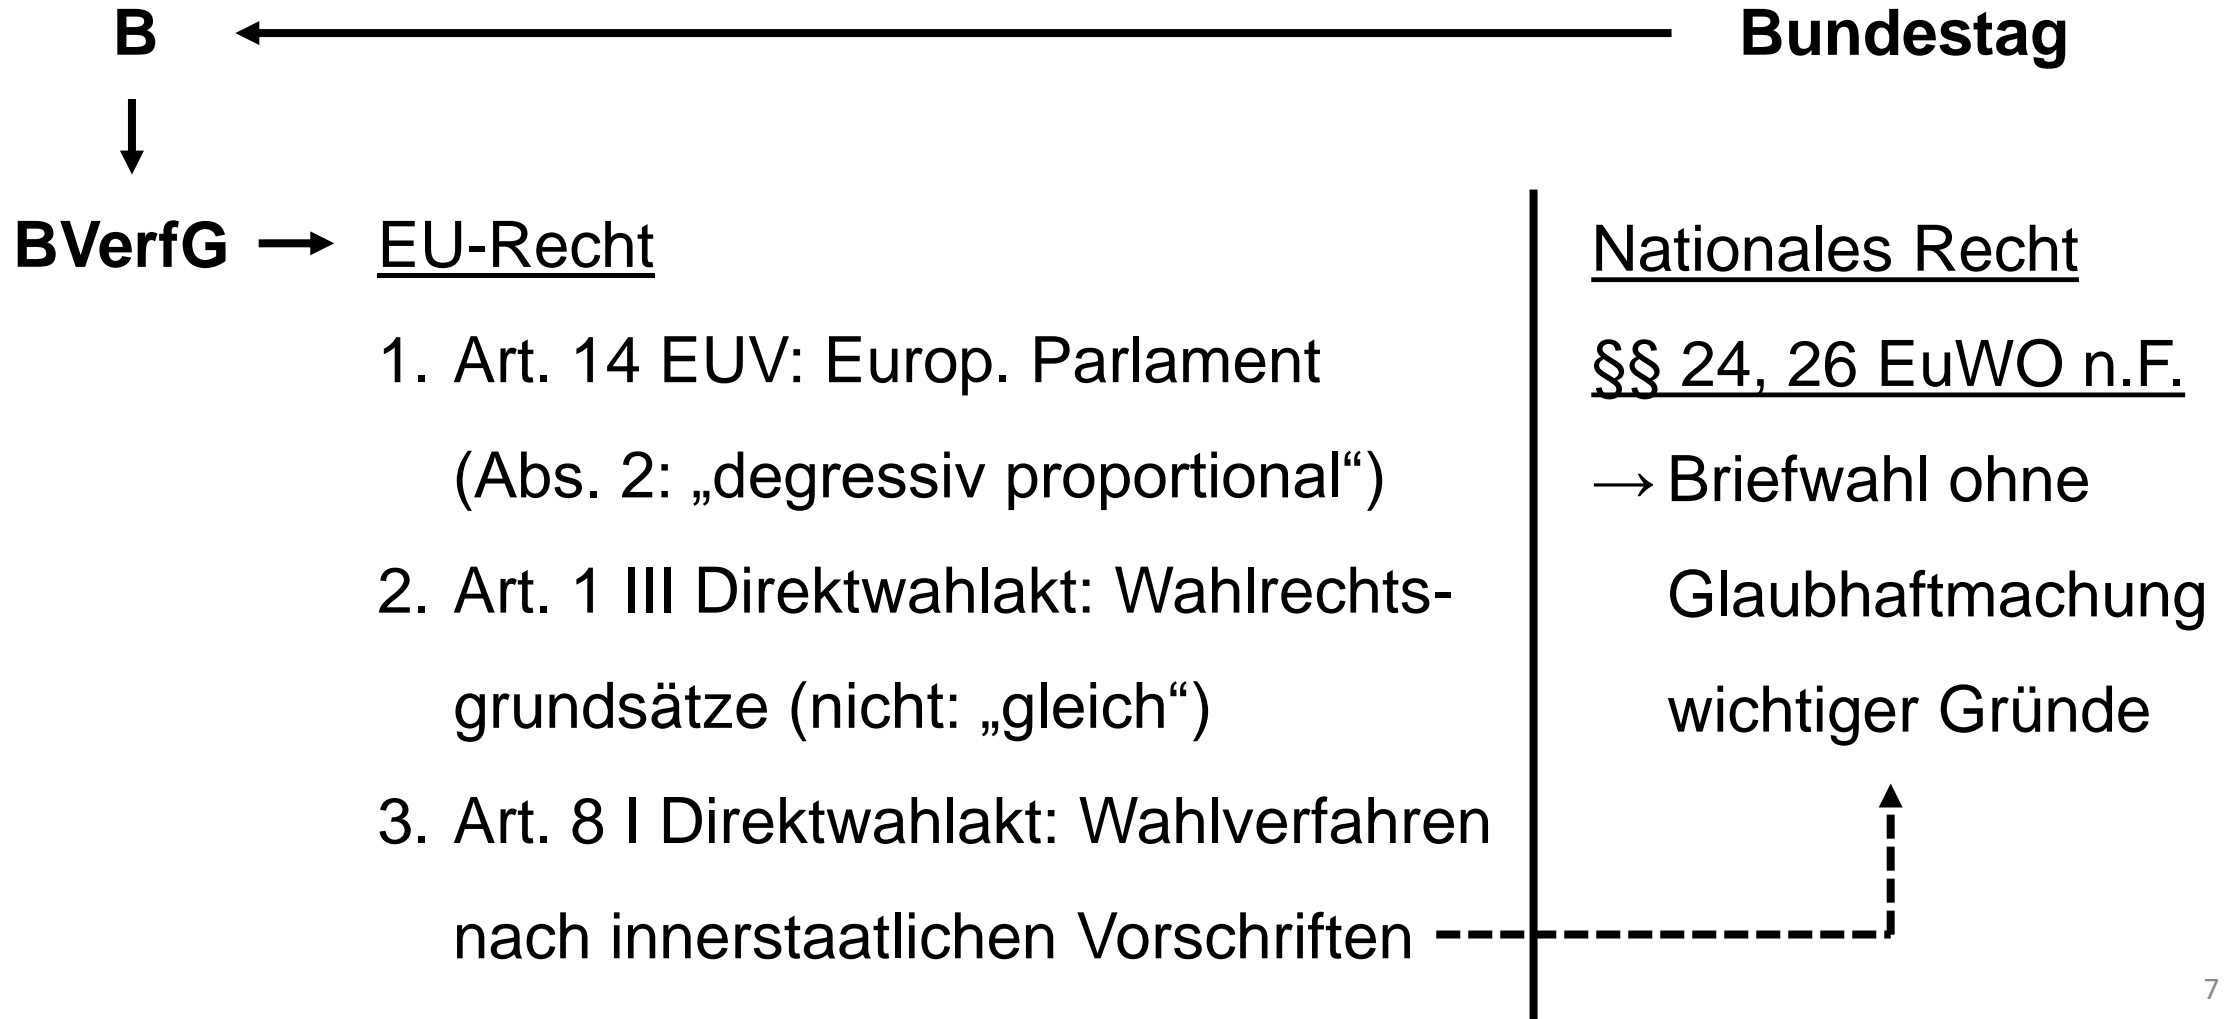 B ← Bundestag
↓
BVerfG → EU-Recht
1. Art. 14 EUV: Europ. Parlament
(Abs. 2: „degressiv proportional“)
2. Art. 1 III Direktwahlakt: Wahlrechts-
grundsätze (nicht: „gleich“)
3. Art. 8 I Direktwahlakt: Wahlverfahren
nach innerstaatlichen Vorschriften
Nationales Recht
§§ 24, 26 EuWO n.F.
→ Briefwahl ohne
Glaubhaftmachung
wichtiger Gründe
7